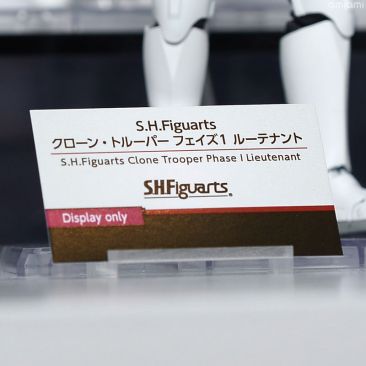 amiami
S.H.Figuarts
クローン・トルーパー フェイズ1 ルーテナント
S.H.Figuarts Clone Trooper Phase I Lieutenant
S.H.Figuarts
Display only